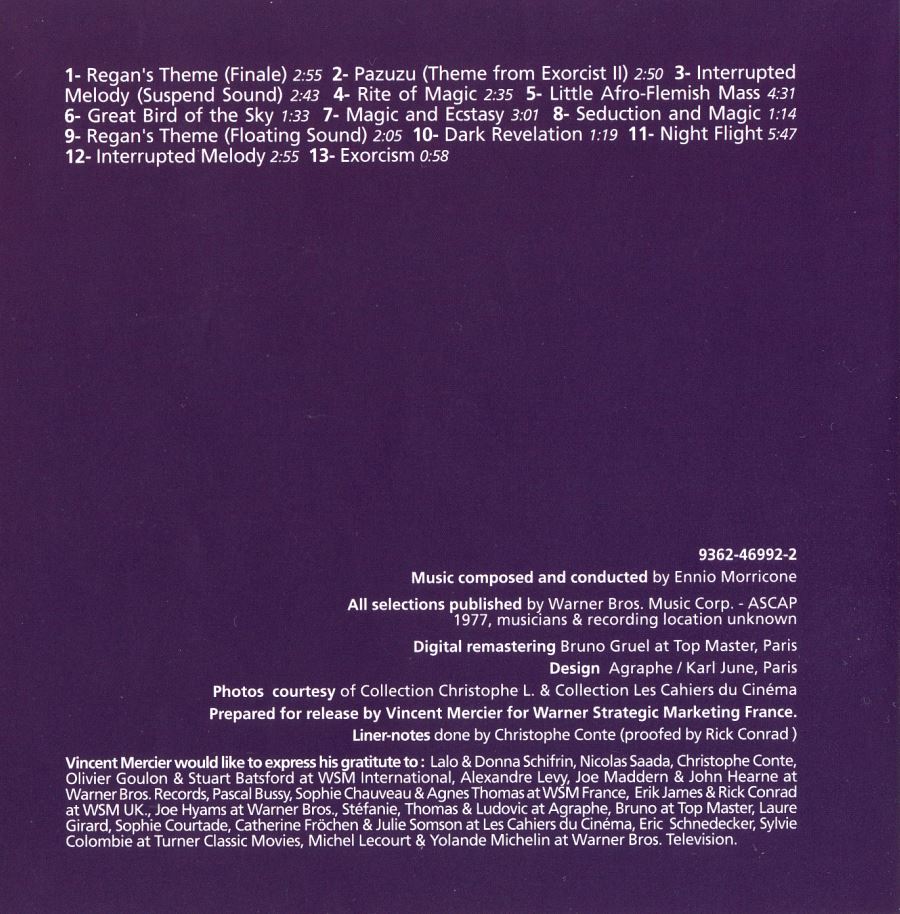 1- Regan's Theme (Finale) 2:55 2- Pazuzu (Theme from Exorcist II) 2:50 3- Interrupted
Melody (Suspend Sound) 2:43 4- Rite of Magic 2:35 5- Little Afro-Flemish Mass 4:31
6- Great Bird of the Sky 1:33 7- Magic and Ecstasy 3:01 8- Seduction and Magic 1:14
9- Regan's Theme (Floating Sound) 2:05 10- Dark Revelation 1:19 11- Night Flight 5:47
12- Interrupted Melody 2:55 13- Exorcism 0:58
9362-46992-2
Music composed and conducted by Ennio Morricone
All selections published by Warner Bros. Music Corp. - ASCAP
1977, musicians & recording location unknown
Digital remastering Bruno Gruel at Top Master, Paris
Design Agraphe / Karl June, Paris
Photos courtesy of Collection Christophe L. & Collection Les Cahiers du Cinéma
Prepared for release by Vincent Mercier for Warner Strategic Marketing France.
Liner-notes done by Christophe Conte (proofed by Rick Conrad )
Vincent Mercier would like to express his gratitute to : Lalo & Donna Schifrin, Nicolas Saada, Christophe Conte,
Olivier Goulon & Stuart Batsford at WSM International, Alexandre Levy, Joe Maddern & John Hearne at
Warner Bros. Records, Pascal Bussy, Sophie Chauveau & Agnes Thomas at WSM France, Erik James & Rick Conrad
at WSM UK., Joe Hyams at Warner Bros., Stéfanie, Thomas & Ludovic at Agraphe, Bruno at Top Master, Laure
Girard, Sophie Courtade, Catherine Fröchen & Julie Somson at Les Cahiers du Cinéma, Eric Schnedecker, Sylvie
Colombie at Turner Classic Movies, Michel Lecourt & Yolande Michelin at Warner Bros. Television.